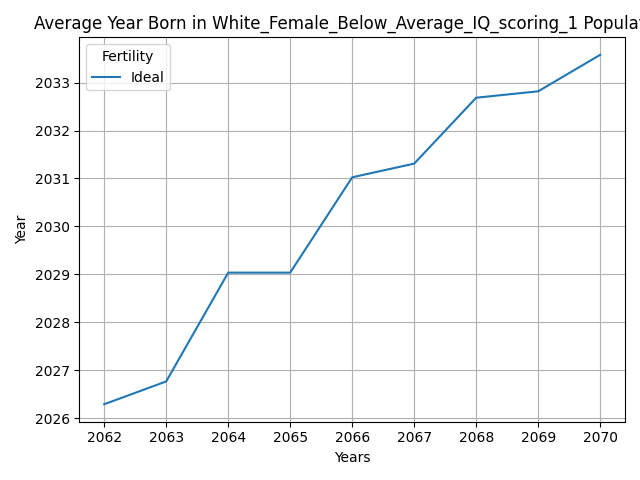 Average Year Born in White_Female_Below_Average_IQ_scoring_1 Popula
Fertility
Ideal
2033
2032
2031
2030
2029
2028
2027
2026
Year
2062 2063 2064 2065 2066 2067 2068 2069 2070
Years